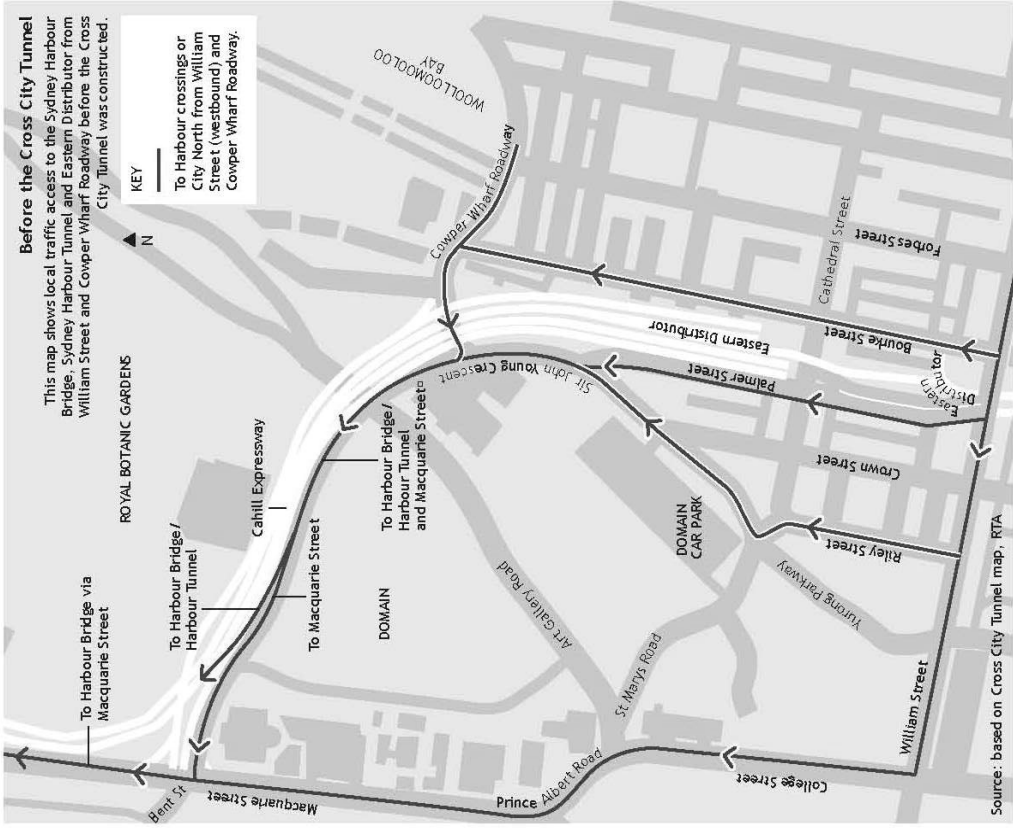 Before the Cross City Tunnel
This map shows local traffic access to the Sydney Harbour
Bridge, Sydney Harbour Tunnel and Eastern Distributor from
William Street and Cowper Wharf Roadway before the Cross
City Tunnel was constructed.
KEY
To Harbour crossings or
City North from William
Street (westbound) and
Cowper Wharf Roadway.
N
WOOLLOOMOOLOO
BAY
ROYAL BOTANIC GARDENS
Cowper Wharf Roadway
To Harbour Bridge via
Macquarie Street
To Harbour Bridge/
Harbour Tunnel
Cahill Expressway
To Macquarie Street
To Harbour Bridge/
Harbour Tunnel
and Macquarie Street
DOMAIN
Sir John Young Crescent
Eastern Distributor
Cathedral Street
Forbes Street
Bourke Street
Palmer Street
Eastern
Distributor
Crown Street
Riley Street
DOMAIN
CAR PARK
Yurong Parkway
Art Gallery Road
St Marys Road
William Street
College Street
Prince Albert Road
Macquarie Street
Bent St
Source: based on Cross City Tunnel map, RTA